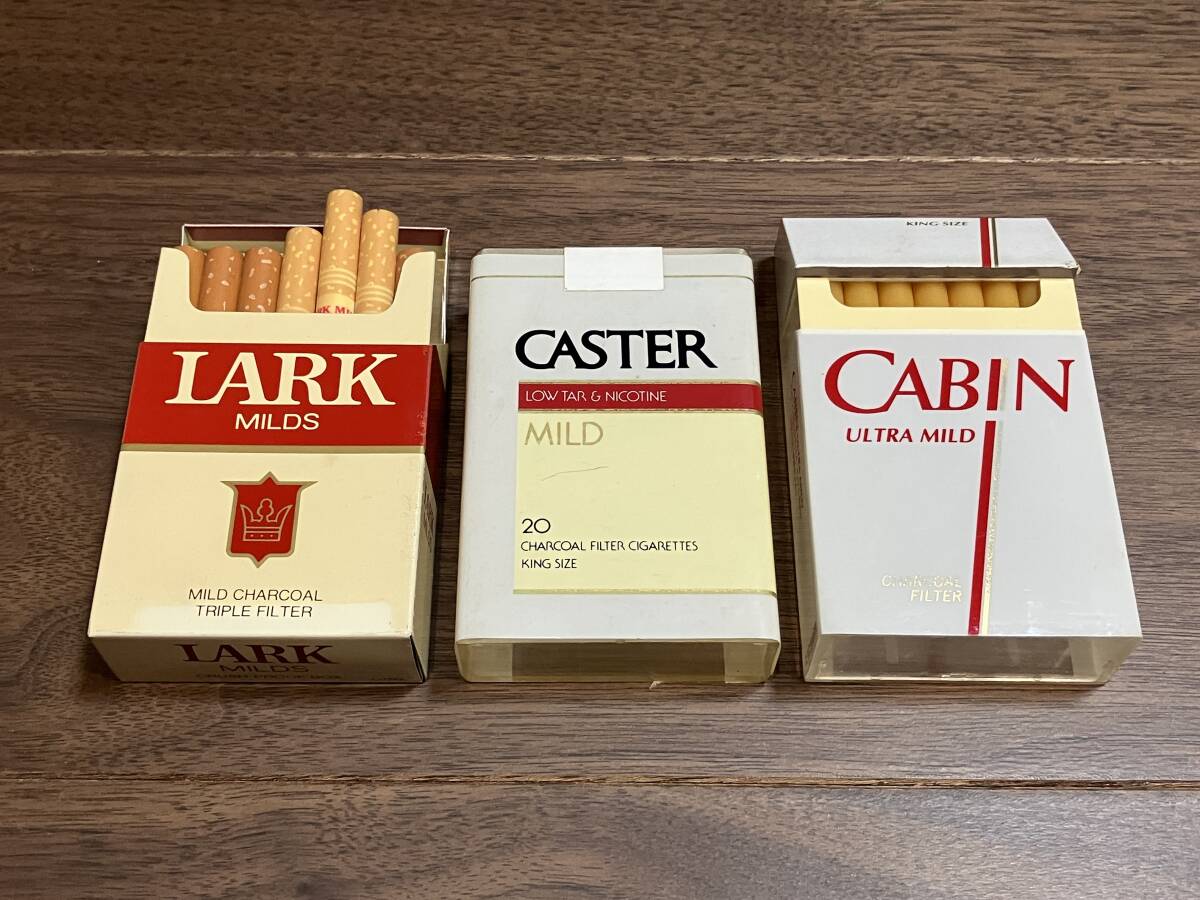 LARK
MILDS
MILD CHARCOAL
TRIPLE FILTER
LARK
MILDS
CASTER
LOW TAR & NICOTINE
MILD
20
CHARCOAL FILTER CIGARETTES
KING SIZE
KING SIZE
CABIN
ULTRA MILD
CHARCOAL
FILTER